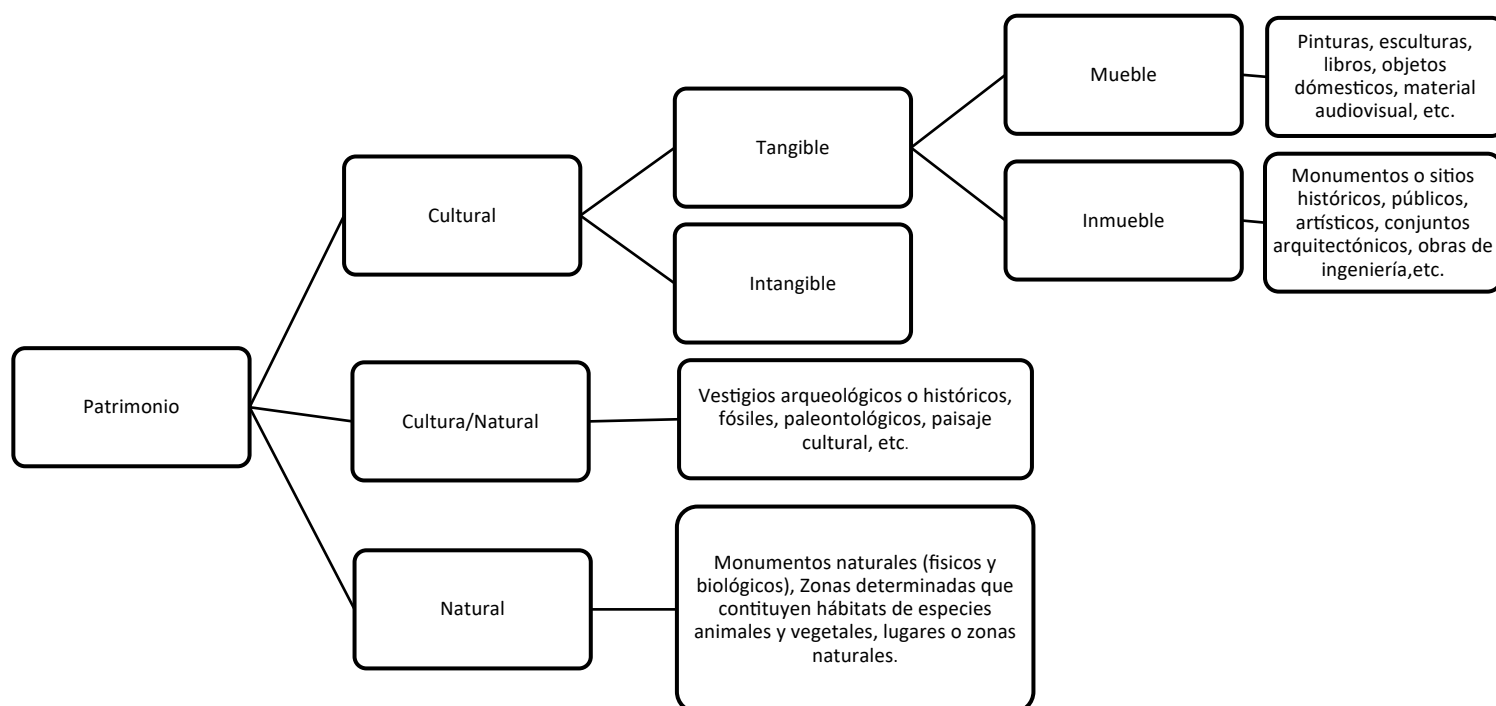 Patrimonio
Cultural
Tangible
Mueble
Pinturas, esculturas,
libros, objetos
dómesticos, material
audiovisual, etc.
Inmueble
Monumentos o sitios
históricos, públicos,
artísticos, conjuntos
arquitectónicos, obras de
ingeniería,etc.
Intangible
Cultura/Natural
Vestigios arqueológicos o históricos,
fósiles, paleontológicos, paisaje
cultural, etc.
Natural
Monumentos naturales (fisicos y
biológicos), Zonas determinadas que
contituyen hábitats de especies
animales y vegetales, lugares o zonas
naturales.